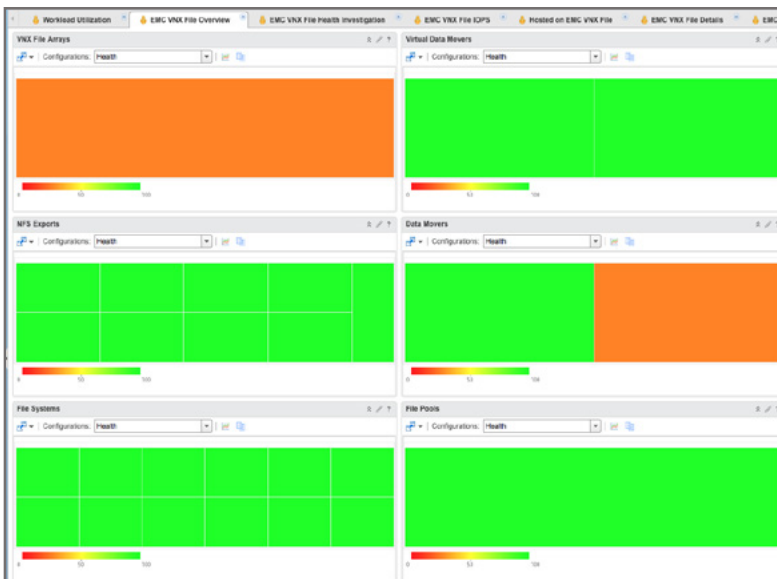 Workload Utilization
EMC VNX File Overview
EMC VNX File Health Investigation
EMC VNX File IOPS
Hosted on EMC VNX File
EMC VNX File Details
EMC
VNX File Arrays
Configurations: Health
0 50 100
Virtual Data Movers
Configurations: Health
0 50 100
NFS Exports
Configurations: Health
0 50 100
Data Movers
Configurations: Health
0 50 100
File Systems
Configurations: Health
0 50 100
File Pools
Configurations: Health
0 50 100